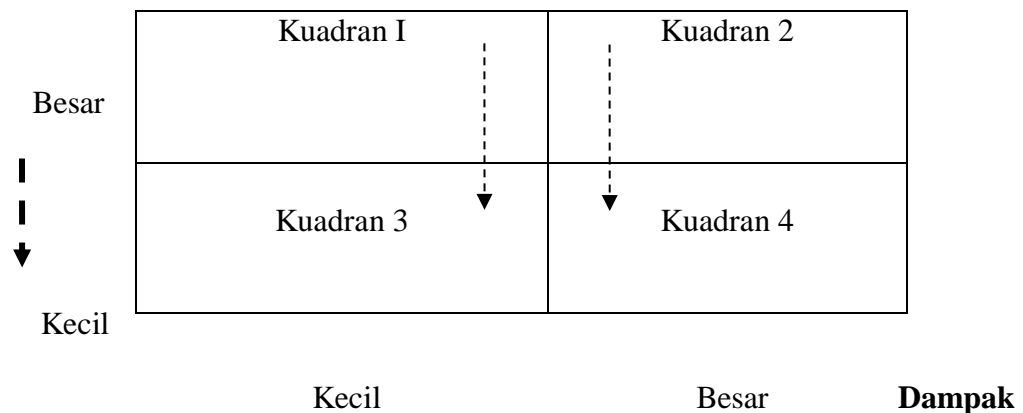 Kuadran I Kuadran 2
Besar
Kuadran 3 Kuadran 4
Kecil
Kecil Besar Dampak